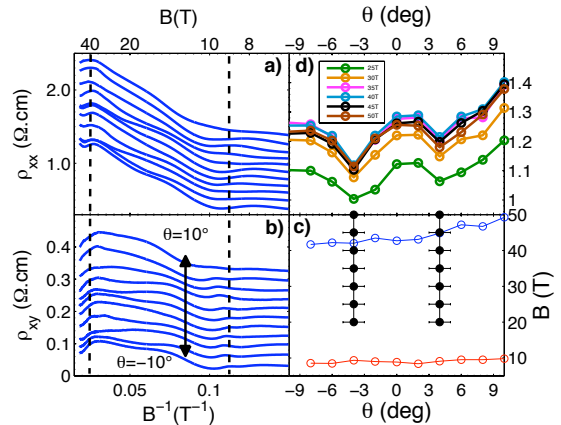 B(T)
θ (deg)
40 20 10 8
−9 −6 −3 0 3 6 9
a)
d)
25T
30T
35T
40T
45T
50T
ρxx (Ω.cm)
2.0
1.0
1.4
1.3
1.2
1.1
1
b)
c)
ρxy (Ω.cm)
0.4
0.3
0.2
0.1
0
θ=10°
θ=−10°
50
40
30
20
10
B (T)
0.05 0.1
−9 −6 −3 0 3 6 9
B⁻¹(T⁻¹)
θ (deg)